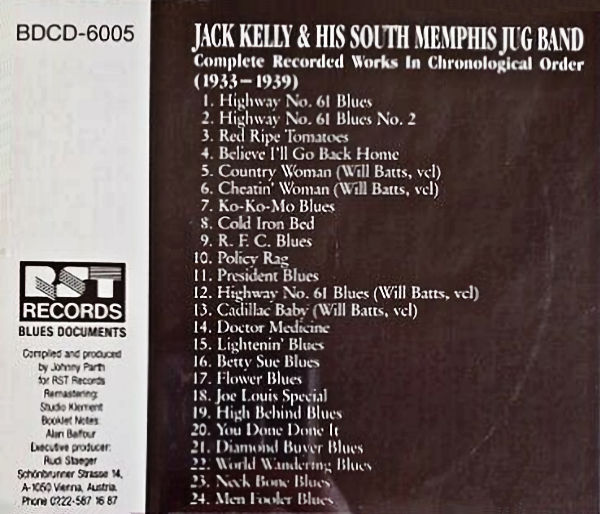 BDCD-6005
JACK KELLY & HIS SOUTH MEMPHIS JUG BAND
Complete Recorded Works In Chronological Order
(1933–1939)
1. Highway No. 61 Blues
2. Highway No. 61 Blues No. 2
3. Red Ripe Tomatoes
4. Believe I'll Go Back Home
5. Country Woman (Will Batts, vcl)
6. Cheatin' Woman (Will Batts, vcl)
7. Ko-Ko-Mo Blues
8. Cold Iron Bed
9. R. F. C. Blues
10. Policy Rag
11. President Blues
12. Highway No. 61 Blues (Will Batts, vcl)
13. Cadillac Baby (Will Batts, vcl)
14. Doctor Medicine
15. Lightenin' Blues
16. Betty Sue Blues
17. Flower Blues
18. Joe Louis Special
19. High Behind Blues
20. You Done Done It
21. Diamond Buyer Blues
22. World Wandering Blues
23. Neck Bone Blues
24. Men Fooler Blues
RST
RECORDS
BLUES DOCUMENTS
Compiled and produced
by Johnny Parth
for RST Records
Remastering:
Studio Klement
Booklet Notes:
Alan Balfour
Executive producer:
Rudi Staeger
Schönbrunner Strasse 14,
A-1050 Vienna, Austria.
Phone 0222-587 16 87